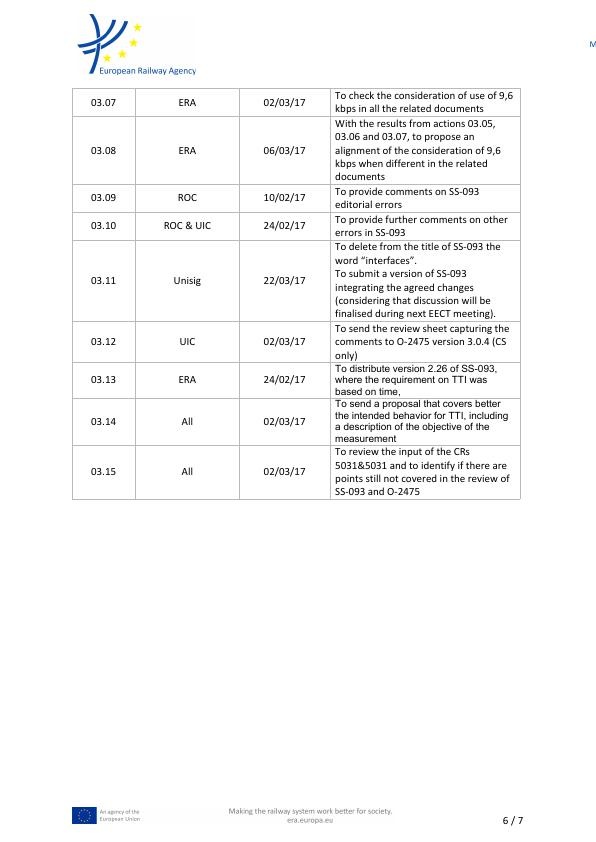 M
European Railway Agency
03.07 ERA 02/03/17 To check the consideration of use of 9,6
kbps in all the related documents
03.08 ERA 06/03/17 With the results from actions 03.05,
03.06 and 03.07, to propose an
alignment of the consideration of 9,6
kbps when different in the related
documents
03.09 ROC 10/02/17 To provide comments on SS-093
editorial errors
03.10 ROC & UIC 24/02/17 To provide further comments on other
errors in SS-093
03.11 Unisig 22/03/17 To delete from the title of SS-093 the
word “interfaces”.
To submit a version of SS-093
integrating the agreed changes
(considering that discussion will be
finalised during next EECT meeting).
03.12 UIC 02/03/17 To send the review sheet capturing the
comments to O-2475 version 3.0.4 (CS
only)
03.13 ERA 24/02/17 To distribute version 2.26 of SS-093,
where the requirement on TTI was
based on time,
03.14 All 02/03/17 To send a proposal that covers better
the intended behavior for TTI, including
a description of the objective of the
measurement
03.15 All 02/03/17 To review the input of the CRs
5031&5031 and to identify if there are
points still not covered in the review of
SS-093 and O-2475
An agency of the
European Union
Making the railway system work better for society.
era.europa.eu
6 / 7